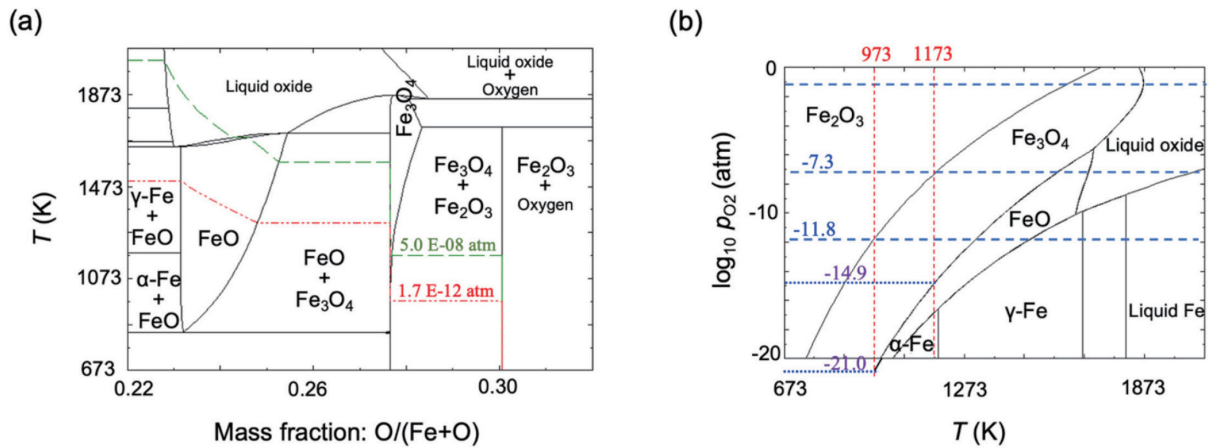 (a)
T (K)
1873
1473
1073
673
0.22
0.26
0.30
Mass fraction: O/(Fe+O)
Liquid oxide
Fe₃O₄
Liquid oxide
+
Oxygen
γ-Fe
+
FeO
α-Fe
+
FeO
FeO
FeO
+
Fe₃O₄
Fe₃O₄
+
Fe₂O₃
Fe₂O₃
+
Oxygen
5.0 E-08 atm
1.7 E-12 atm
(b)
973
1173
log₁₀ pO2 (atm)
0
-10
-20
673
1273
1873
T (K)
Fe₂O₃
Fe₃O₄
Liquid oxide
-7.3
FeO
-11.8
-14.9
γ-Fe
Liquid Fe
α-Fe
-21.0